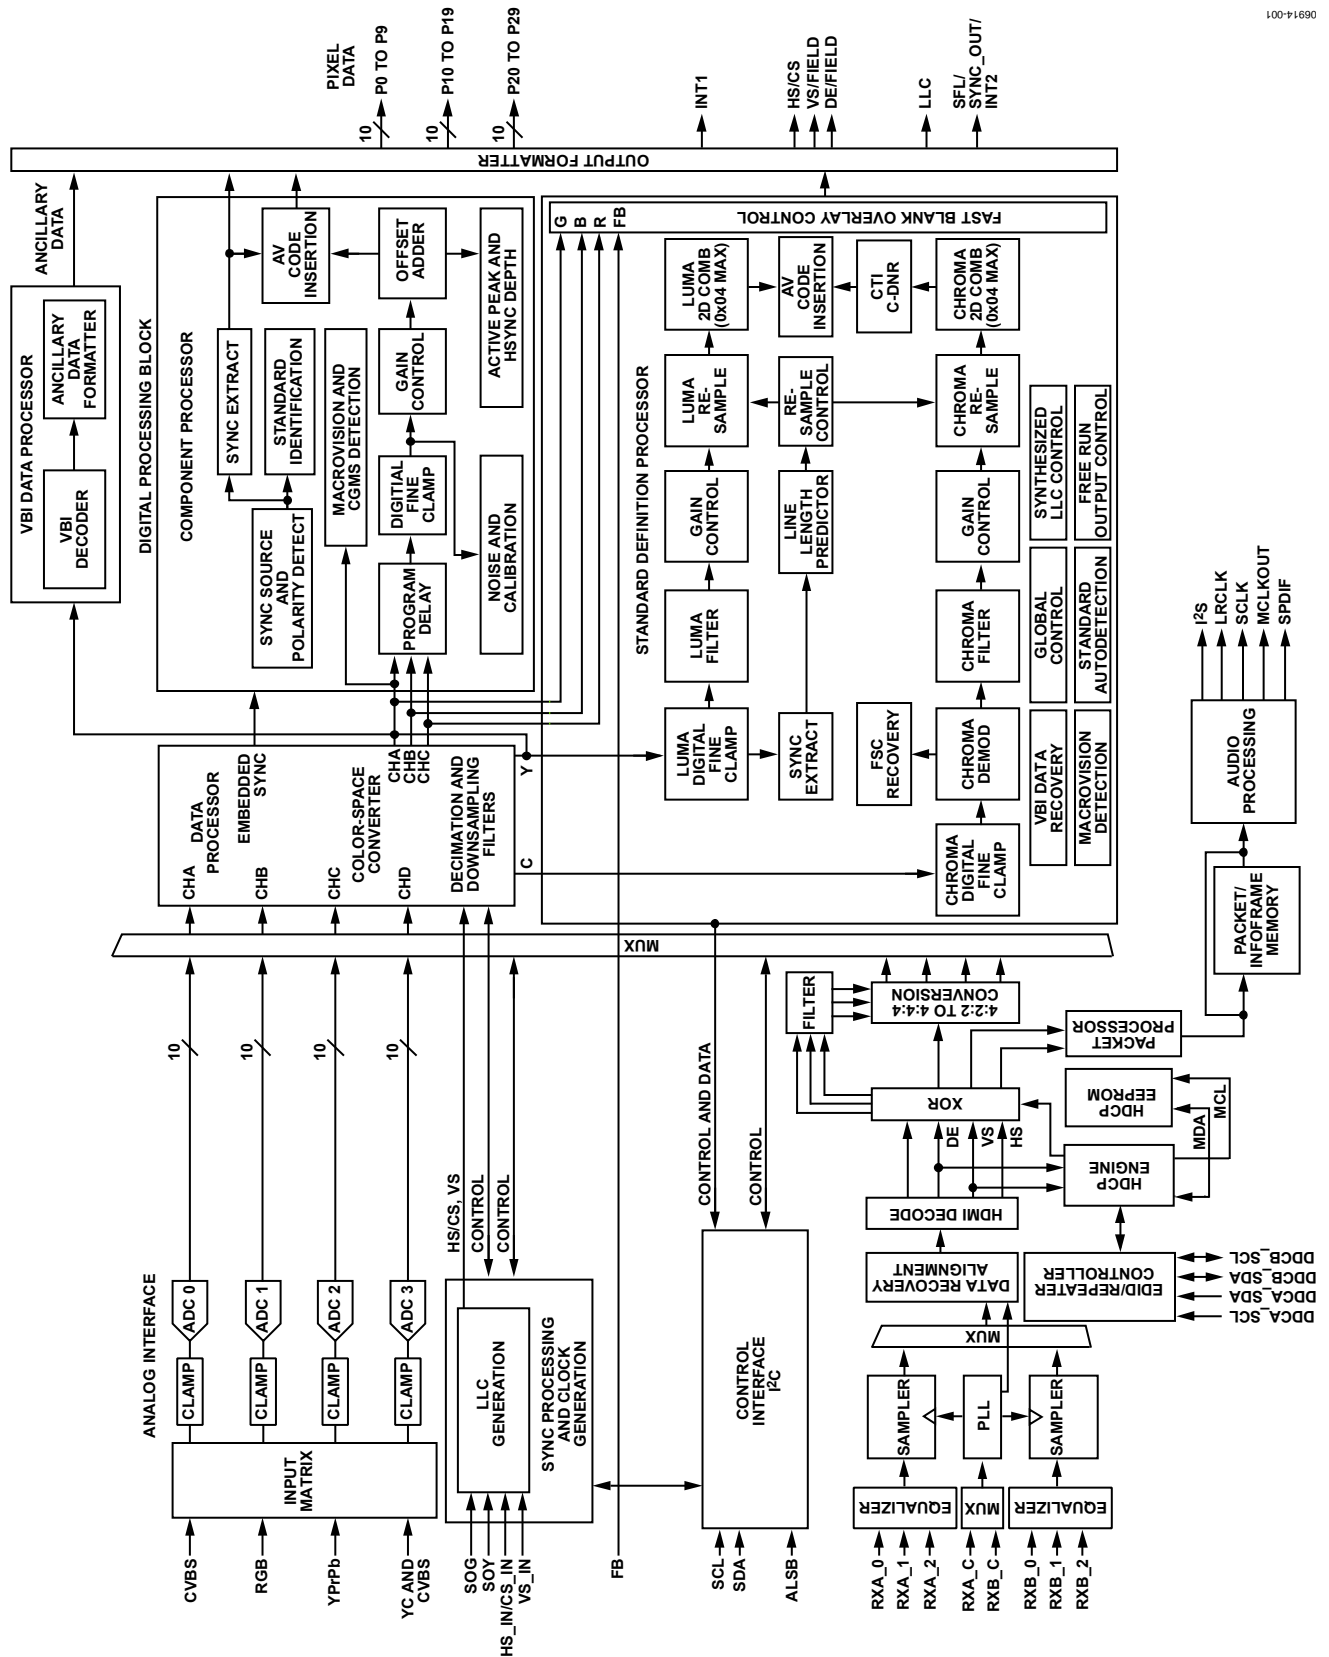 06914-001
PIXEL
DATA
P0 TO P9
P10 TO P19
P20 TO P29
10
10
10
INT1
HS/CS
VS/FIELD
DE/FIELD
LLC
SFL/
SYNC_OUT/
INT2
OUTPUT FORMATTER
ANCILLARY
DATA
VBI DATA PROCESSOR
ANCILLARY
DATA
FORMATTER
VBI
DECODER
DIGITAL PROCESSING BLOCK
COMPONENT PROCESSOR
SYNC EXTRACT
AV
CODE
INSERTION
STANDARD
IDENTIFICATION
SYNC SOURCE
AND
POLARITY DETECT
MACROVISION AND
CGMS DETECTION
PROGRAM
DELAY
DIGITIAL
FINE
CLAMP
GAIN
CONTROL
OFFSET
ADDER
NOISE AND
CALIBRATION
ACTIVE PEAK AND
HSYNC DEPTH
STANDARD DEFINITION PROCESSOR
G
B
R
FB
FAST BLANK OVERLAY CONTROL
LUMA
DIGITAL
FINE
CLAMP
LUMA
FILTER
GAIN
CONTROL
LUMA
RE-
SAMPLE
LUMA
2D COMB
(0x04 MAX)
SYNC
EXTRACT
LINE
LENGTH
PREDICTOR
RE-
SAMPLE
CONTROL
AV
CODE
INSERTION
FSC
RECOVERY
CTI
C-DNR
CHROMA
DIGITAL
FINE
CLAMP
CHROMA
DEMOD
CHROMA
FILTER
GAIN
CONTROL
CHROMA
RE-
SAMPLE
CHROMA
2D COMB
(0x04 MAX)
VBI DATA
RECOVERY
GLOBAL
CONTROL
SYNTHESIZED
LLC CONTROL
MACROVISION
DETECTION
STANDARD
AUTODETECTION
FREE RUN
OUTPUT CONTROL
CHA
DATA
PROCESSOR
EMBEDDED
SYNC
CHB
CHC
COLOR-SPACE
CONVERTER
CHA
CHB
CHC
CHD
DECIMATION AND
DOWNSAMPLING
FILTERS
Y
C
MUX
10
10
10
10
ANALOG INTERFACE
CVBS
RGB
YPrPb
YC AND
CVBS
INPUT
MATRIX
CLAMP
CLAMP
CLAMP
CLAMP
ADC 0
ADC 1
ADC 2
ADC 3
HS/CS, VS
CONTROL
CONTROL
LLC
GENERATION
SYNC PROCESSING
AND CLOCK
GENERATION
SOG
SOY
HS_IN/CS_IN
VS_IN
FB
CONTROL AND DATA
CONTROL
CONTROL
INTERFACE
I²C
SCL
SDA
ALSB
RXA_0
RXA_1
RXA_2
RXA_C
RXB_C
RXB_0
RXB_1
RXB_2
EQUALIZER
MUX
EQUALIZER
SAMPLER
PLL
SAMPLER
MUX
DATA RECOVERY
ALIGNMENT
HDMI DECODE
DE
VS
HS
XOR
FILTER
4:2:2 TO 4:4:4
CONVERSION
EDID/REPEATER
CONTROLLER
DDCA_SCL
DDCA_SDA
DDCB_SDA
DDCB_SCL
HDCP
ENGINE
HDCP
EEPROM
MDA
MCL
PACKET
PROCESSOR
PACKET/
INFOFRAME
MEMORY
AUDIO
PROCESSING
I²S
LRCLK
SCLK
MCLKOUT
SPDIF